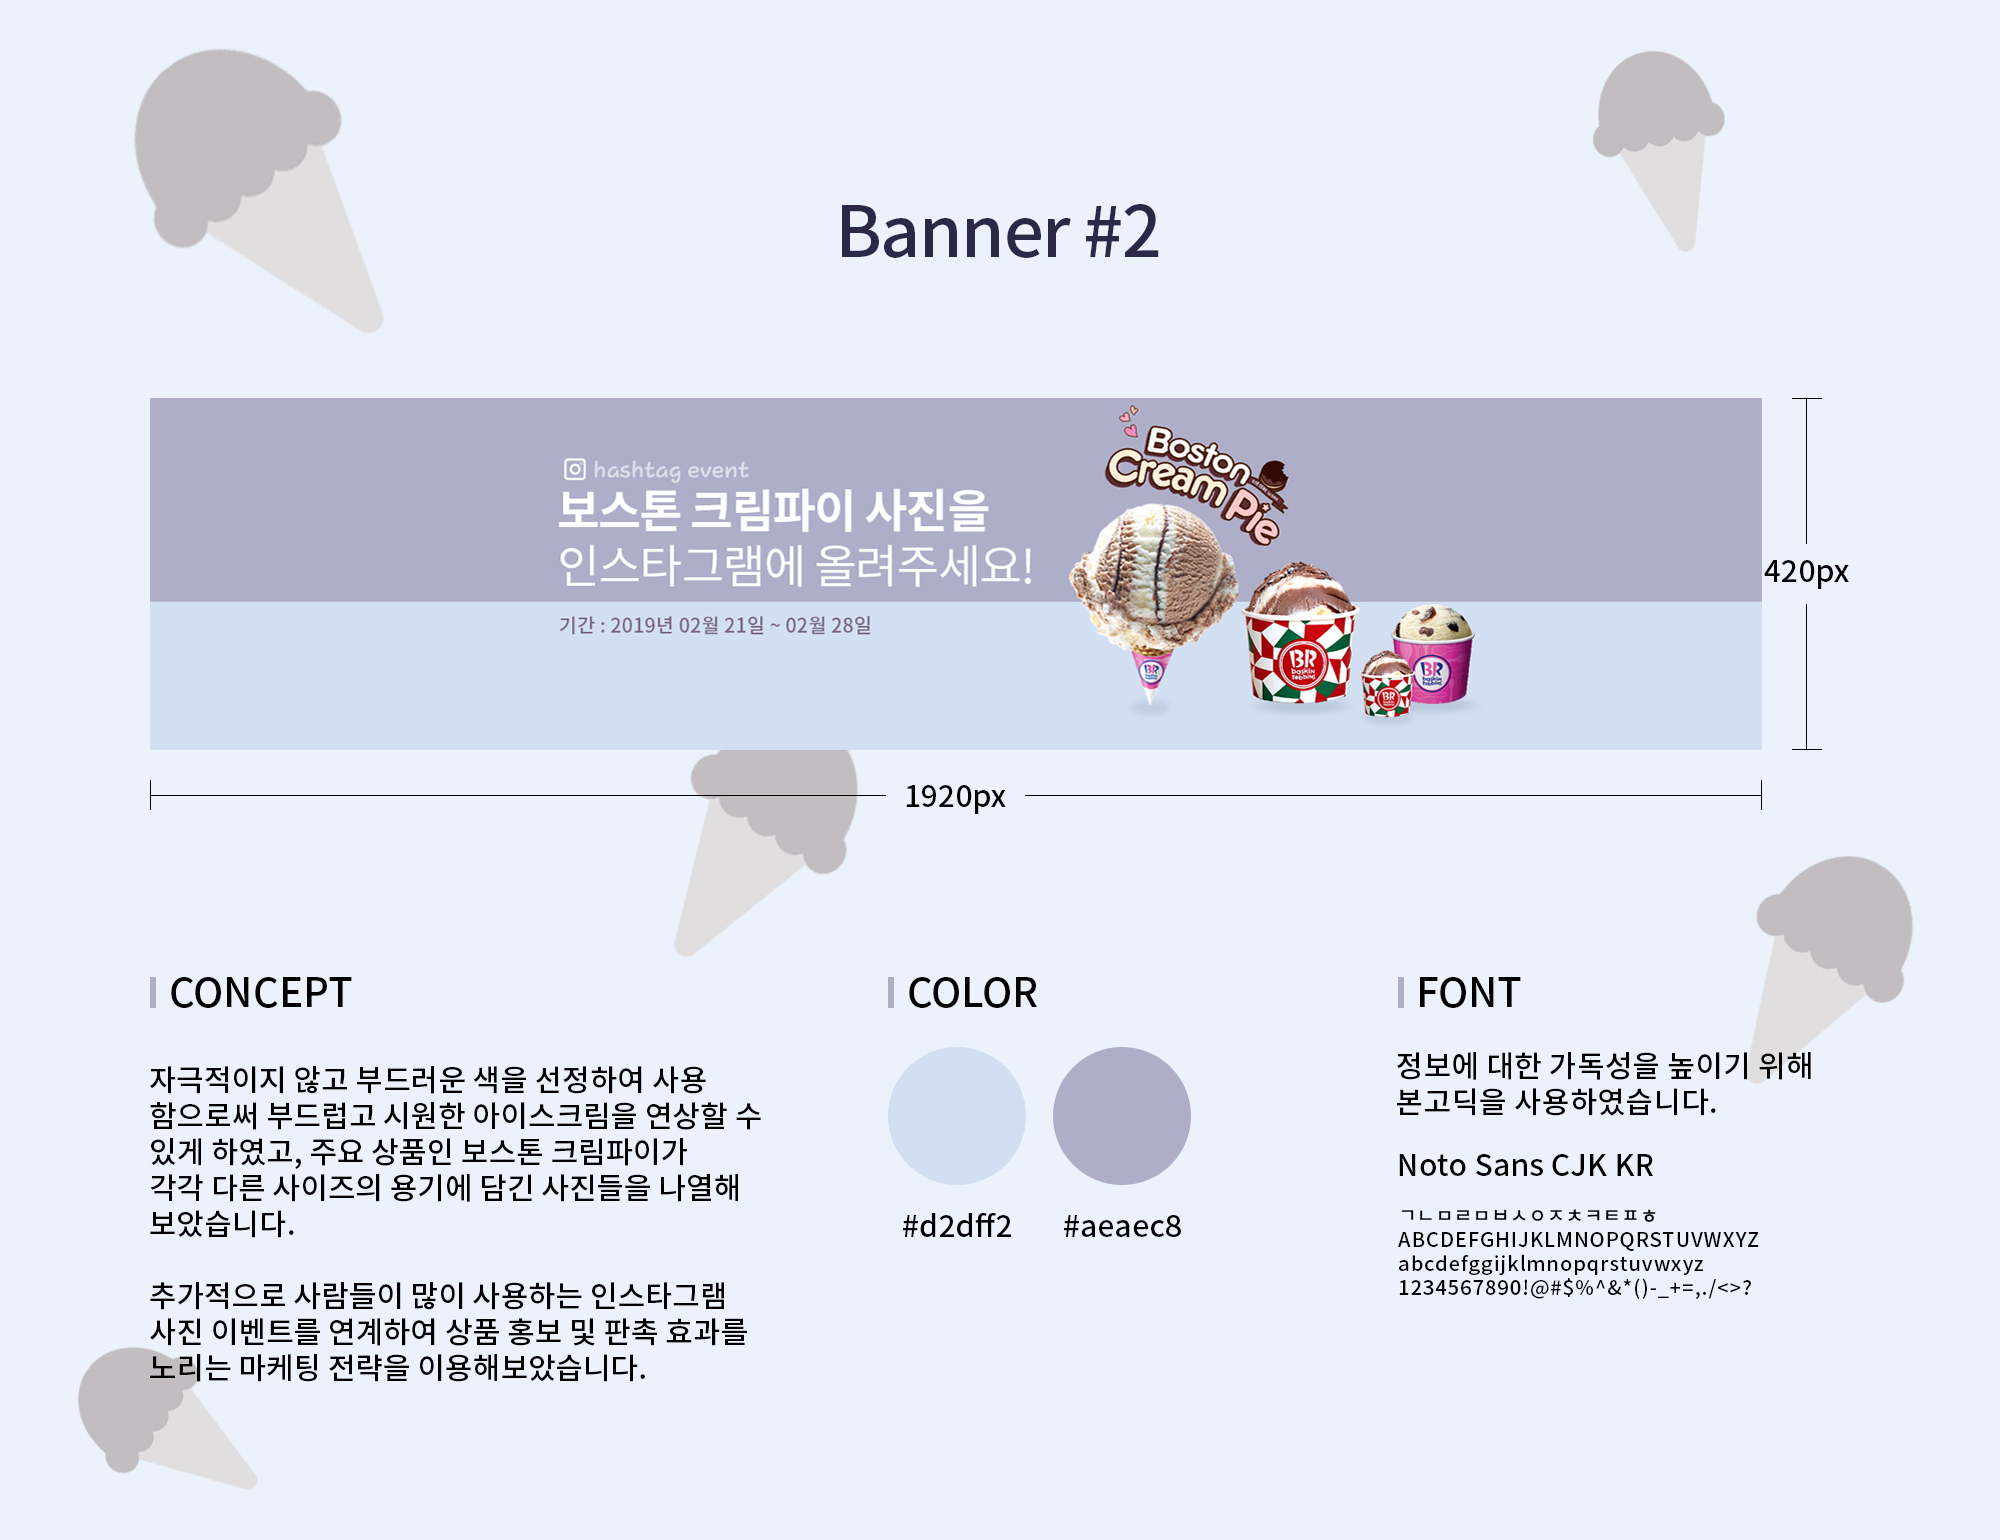 Banner #2
Boston
Cream Pie
hashtag event
보스톤 크림파이 사진을
인스타그램에 올려주세요!
기간 : 2019년 02월 21일 ~ 02월 28일
BR
baskin
robbins
BR
baskin
robbins
BR
baskin
robbins
BR
420px
1920px
CONCEPT
자극적이지 않고 부드러운 색을 선정하여 사용
함으로써 부드럽고 시원한 아이스크림을 연상할 수
있게 하였고, 주요 상품인 보스톤 크림파이가
각각 다른 사이즈의 용기에 담긴 사진들을 나열해
보았습니다.
추가적으로 사람들이 많이 사용하는 인스타그램
사진 이벤트를 연계하여 상품 홍보 및 판촉 효과를
노리는 마케팅 전략을 이용해보았습니다.
COLOR
#d2dff2
#aeaec8
FONT
정보에 대한 가독성을 높이기 위해
본고딕을 사용하였습니다.
Noto Sans CJK KR
ㄱㄴㅁㄹㅁㅂㅅㅇㅈㅊㅋㅌㅍㅎ
ABCDEFGHIJKLMNOPQRSTUVWXYZ
abcdefggijklmnopqrstuvwxyz
1234567890!@#$%^&*()-_+=,./<>?